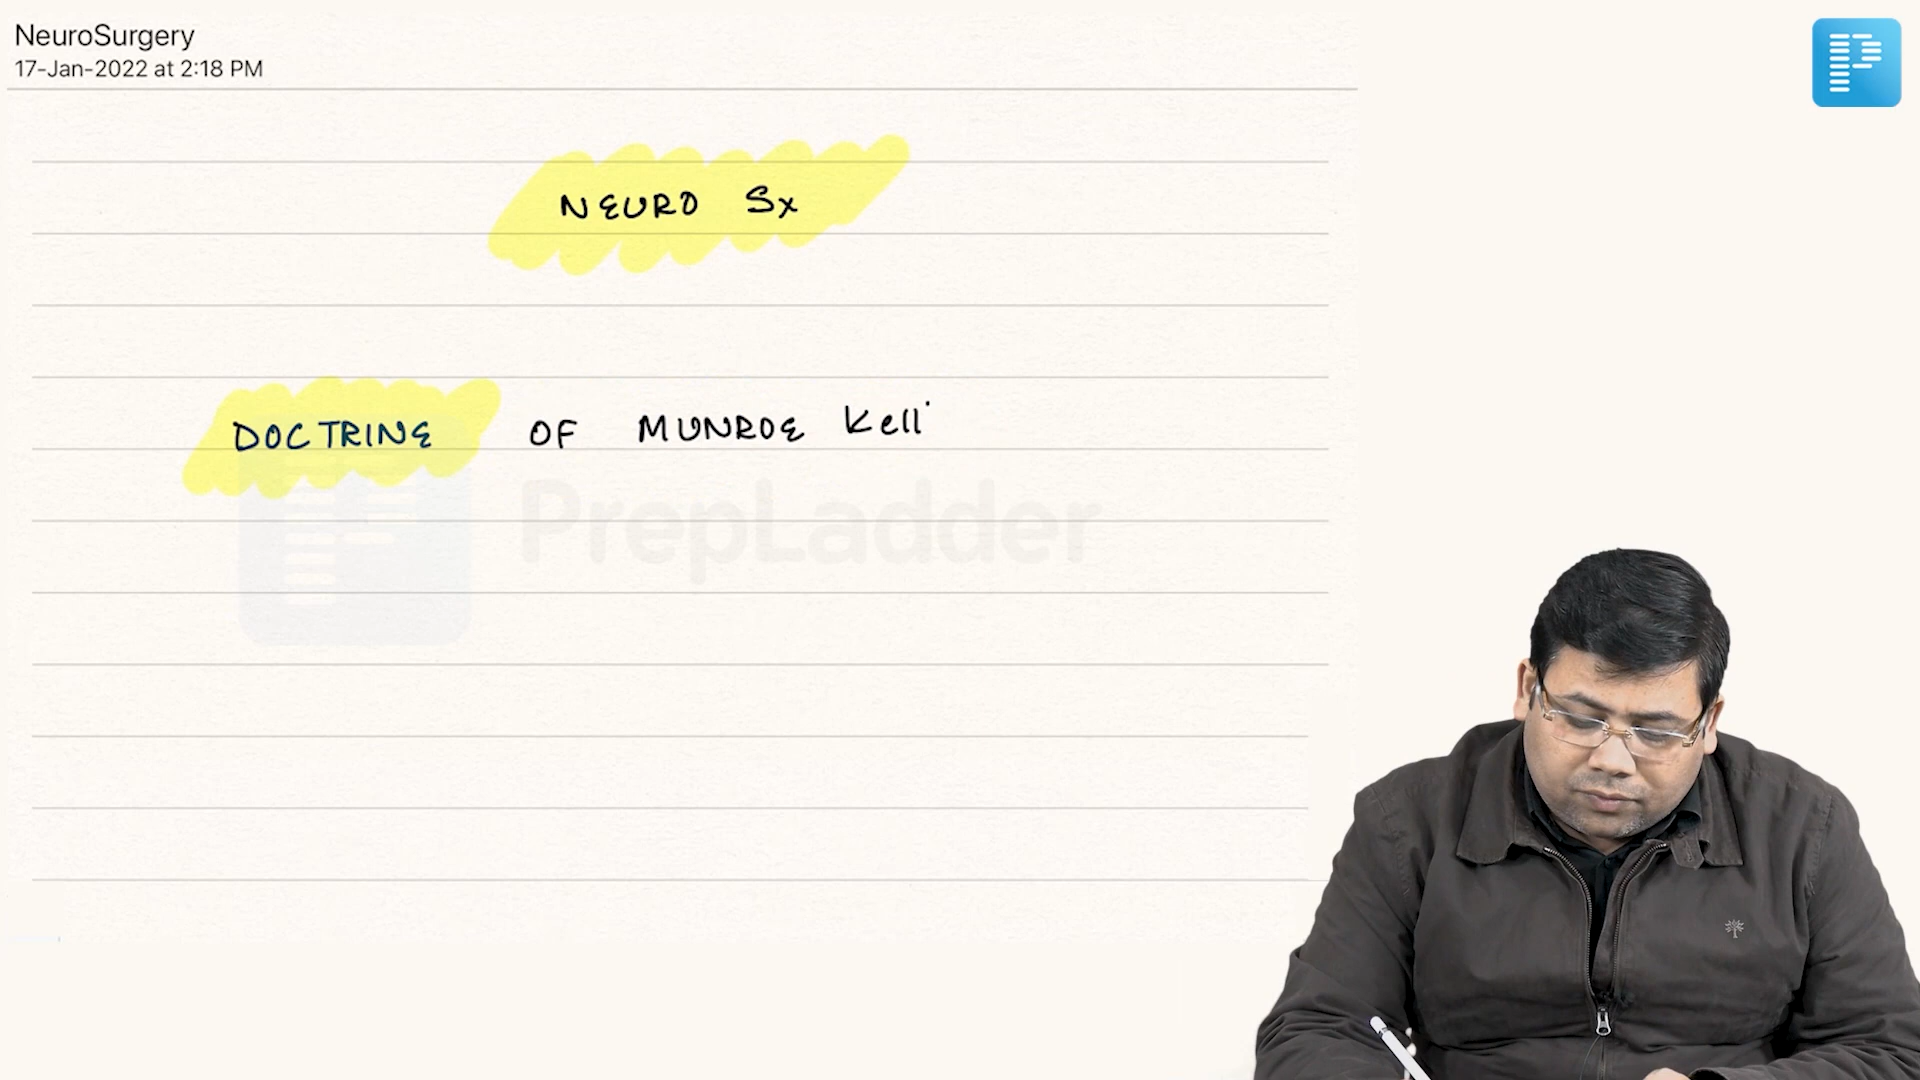 NeuroSurgery
17-Jan-2022 at 2:18 PM
NEURO Sx
DOCTRINE OF MUNROE Kell
PrepLadder